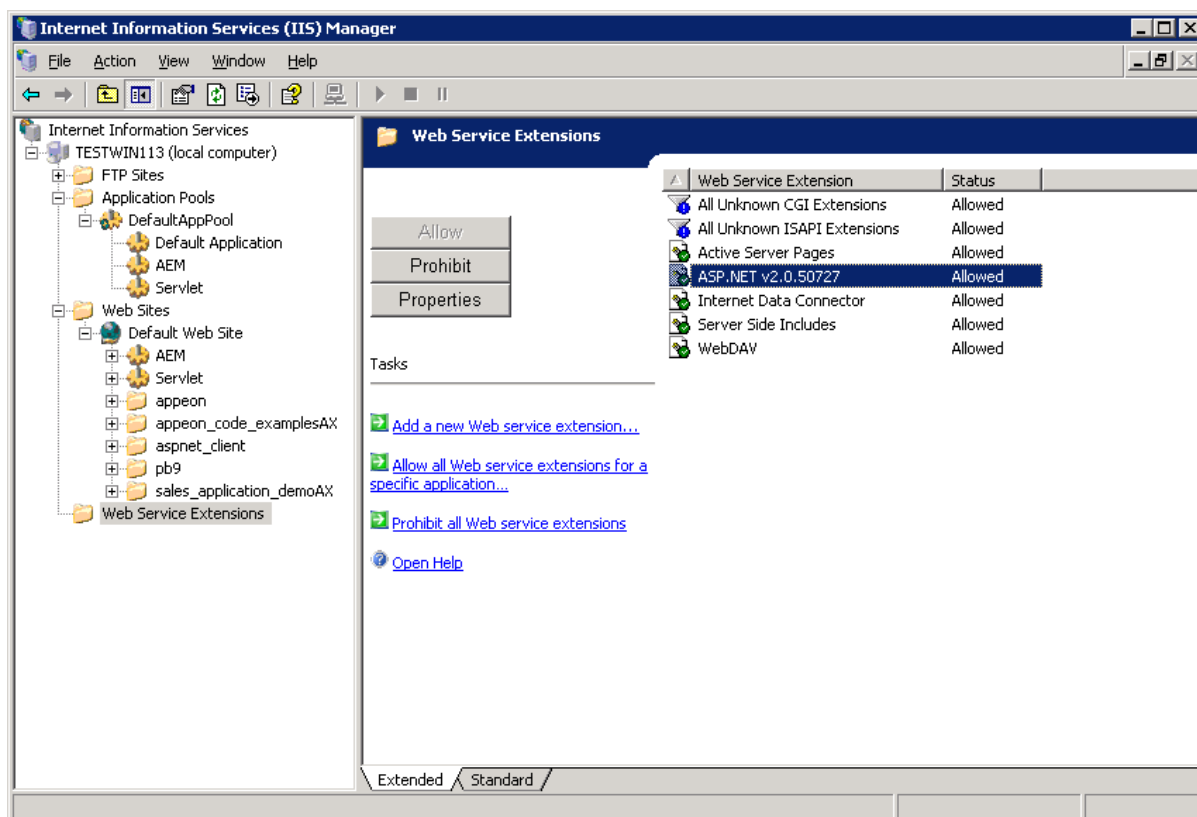 Internet Information Services (IIS) Manager
File Action View Window Help
Internet Information Services
TESTWIN113 (local computer)
FTP Sites
Application Pools
DefaultAppPool
Default Application
AEM
Servlet
Web Sites
Default Web Site
AEM
Servlet
appeon
appeon_code_examplesAX
aspnet_client
pb9
sales_application_demoAX
Web Service Extensions
Web Service Extensions
Allow
Prohibit
Properties
Tasks
Add a new Web service extension...
Allow all Web service extensions for a
specific application...
Prohibit all Web service extensions
Open Help
Web Service Extension Status
All Unknown CGI Extensions Allowed
All Unknown ISAPI Extensions Allowed
Active Server Pages Allowed
ASP.NET v2.0.50727 Allowed
Internet Data Connector Allowed
Server Side Includes Allowed
WebDAV Allowed
Extended Standard